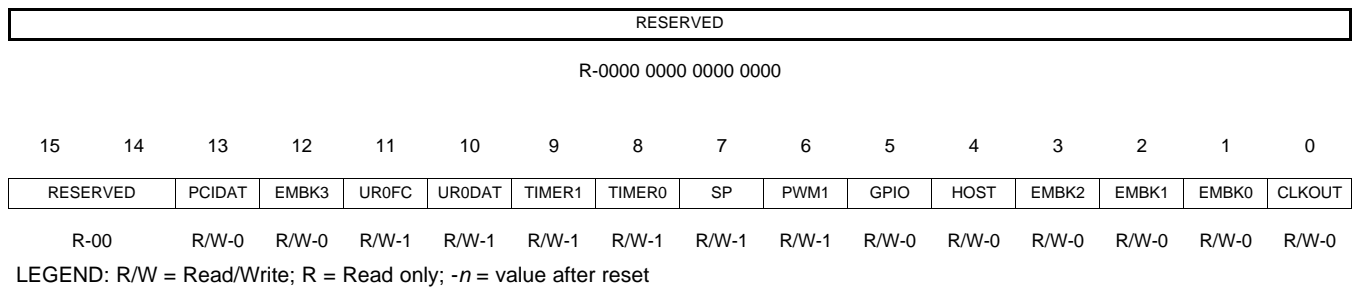 RESERVED
R-0000 0000 0000 0000
15 14 13 12 11 10 9 8 7 6 5 4 3 2 1 0
RESERVED PCIDAT EMBK3 UR0FC UR0DAT TIMER1 TIMER0 SP PWM1 GPIO HOST EMBK2 EMBK1 EMBK0 CLKOUT
R-00 R/W-0 R/W-0 R/W-1 R/W-1 R/W-1 R/W-1 R/W-1 R/W-1 R/W-0 R/W-0 R/W-0 R/W-0 R/W-0 R/W-0
LEGEND: R/W = Read/Write; R = Read only; -n = value after reset